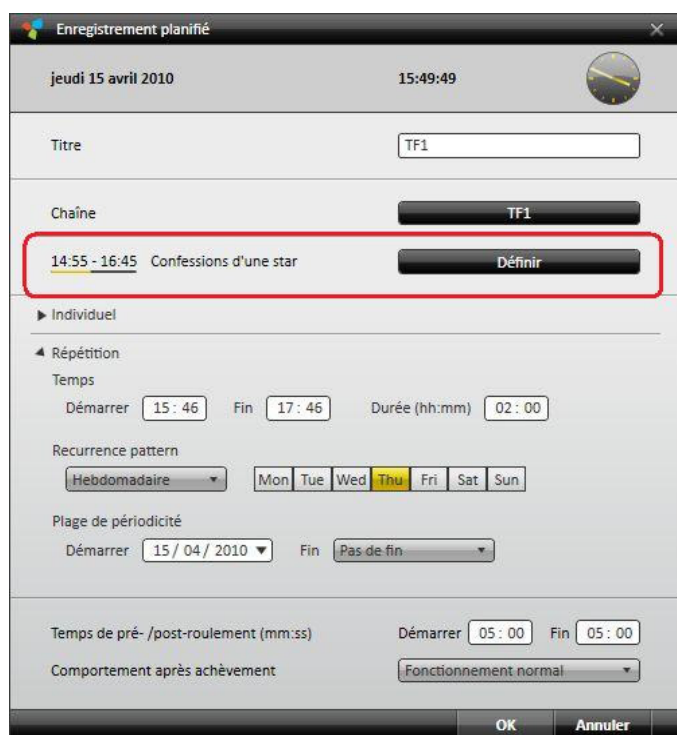 Enregistrement planifié
jeudi 15 avril 2010 15:49:49
Titre TF1
Chaîne TF1
14:55 - 16:45 Confessions d'une star Définir
Individuel
Répétition
Temps
Démarrer 15 : 46 Fin 17 : 46 Durée (hh:mm) 02 : 00
Recurrence pattern
Hebdomadaire Mon Tue Wed Thu Fri Sat Sun
Plage de périodicité
Démarrer 15 / 04 / 2010 Fin Pas de fin
Temps de pré- /post-roulement (mm:ss) Démarrer 05 : 00 Fin 05 : 00
Comportement après achèvement Fonctionnement normal
OK Annuler